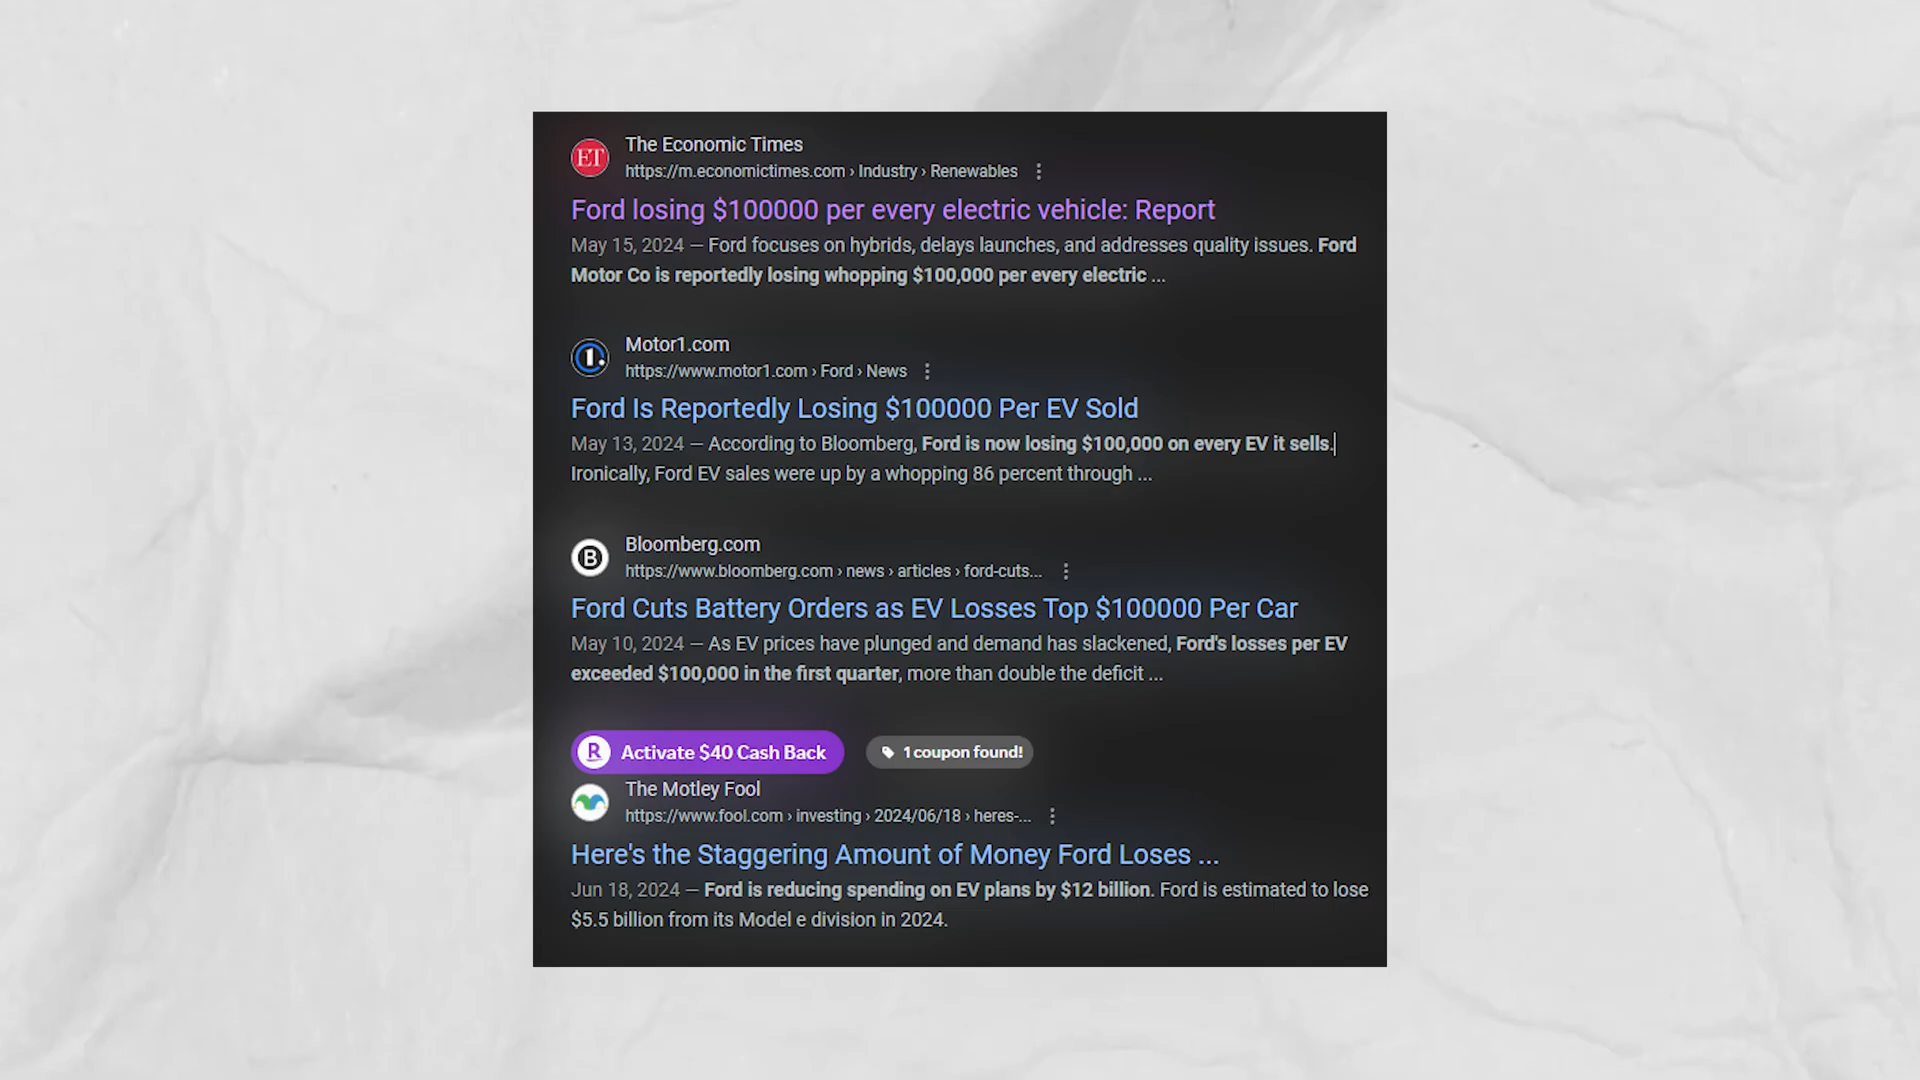 The Economic Times
ET
https://m.economictimes.com › Industry › Renewables
Ford losing $100000 per every electric vehicle: Report
May 15, 2024 — Ford focuses on hybrids, delays launches, and addresses quality issues. Ford
Motor Co is reportedly losing whopping $100,000 per every electric ...
Motor1.com
1.
https://www.motor1.com › Ford › News
Ford Is Reportedly Losing $100000 Per EV Sold
May 13, 2024 — According to Bloomberg, Ford is now losing $100,000 on every EV it sells.
Ironically, Ford EV sales were up by a whopping 86 percent through ...
Bloomberg.com
B
https://www.bloomberg.com › news › articles › ford-cuts...
Ford Cuts Battery Orders as EV Losses Top $100000 Per Car
May 10, 2024 — As EV prices have plunged and demand has slackened, Ford's losses per EV
exceeded $100,000 in the first quarter, more than double the deficit ...
R Activate $40 Cash Back 1 coupon found!
The Motley Fool
https://www.fool.com › investing › 2024/06/18 › heres-...
Here's the Staggering Amount of Money Ford Loses ...
Jun 18, 2024 — Ford is reducing spending on EV plans by $12 billion. Ford is estimated to lose
$5.5 billion from its Model e division in 2024.